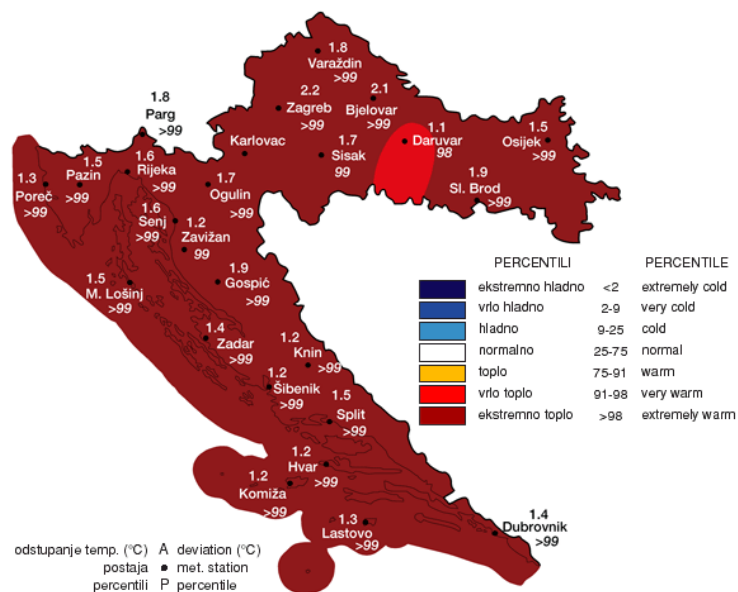 1.8
Varaždin
>99
2.2
Zagreb
>99
2.1
Bjelovar
>99
1.8
Parg
>99
Karlovac
1.7
Sisak
99
1.1
Daruvar
98
1.5
Osijek
>99
1.9
Sl. Brod
>99
1.3
Poreč
>99
1.5
Pazin
>99
1.6
Rijeka
>99
1.7
Ogulin
>99
1.6
Senj
>99
1.2
Zavižan
99
1.9
Gospić
>99
1.5
M. Lošinj
>99
1.4
Zadar
>99
1.2
Knin
>99
1.2
Šibenik
>99
1.5
Split
>99
1.2
Hvar
>99
1.2
Komiža
>99
1.3
Lastovo
>99
1.4
Dubrovnik
>99
PERCENTILI PERCENTILE
ekstremno hladno <2 extremely cold
vrlo hladno 2-9 very cold
hladno 9-25 cold
normalno 25-75 normal
toplo 75-91 warm
vrlo toplo 91-98 very warm
ekstremno toplo >98 extremely warm
odstupanje temp. (°C) A deviation (°C)
postaja met. station
percentili P percentile